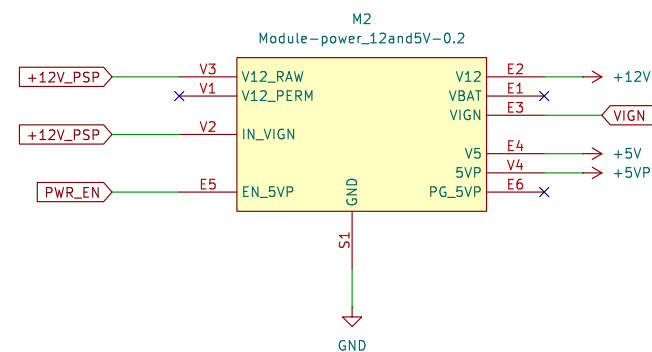 M2
Module-power_12and5V-0.2
+12V_PSP V3 V12_RAW V12 E2 +12V
V1 V12_PERM VBAT E1
VIGN E3 VIGN
+12V_PSP V2 IN_VIGN
V5 E4 +5V
5VP V4 +5VP
PWR_EN E5 EN_5VP PG_5VP E6
GND
S1
GND